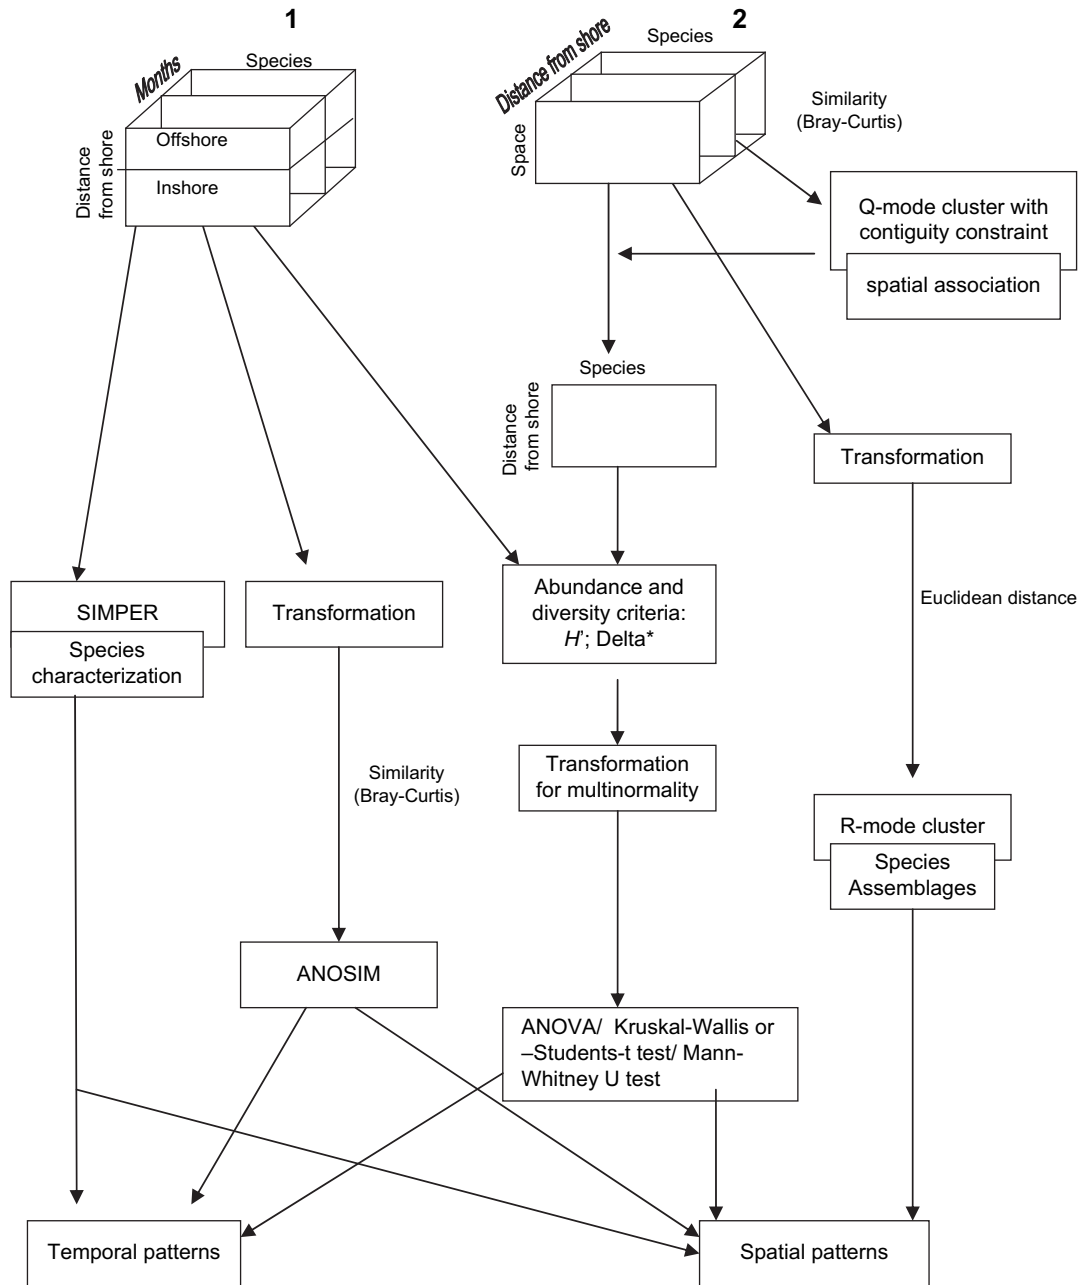 1
2
Months
Species
Distance
from shore
Offshore
Inshore
Distance from shore
Species
Space
Similarity
(Bray-Curtis)
Q-mode cluster with
contiguity constraint
spatial association
Species
Distance
from shore
Transformation
SIMPER
Species
characterization
Transformation
Abundance and
diversity criteria:
H'; Delta*
Euclidean distance
Similarity
(Bray-Curtis)
Transformation
for multinormality
R-mode cluster
Species
Assemblages
ANOSIM
ANOVA/ Kruskal-Wallis or
–Students-t test/ Mann-
Whitney U test
Temporal patterns
Spatial patterns